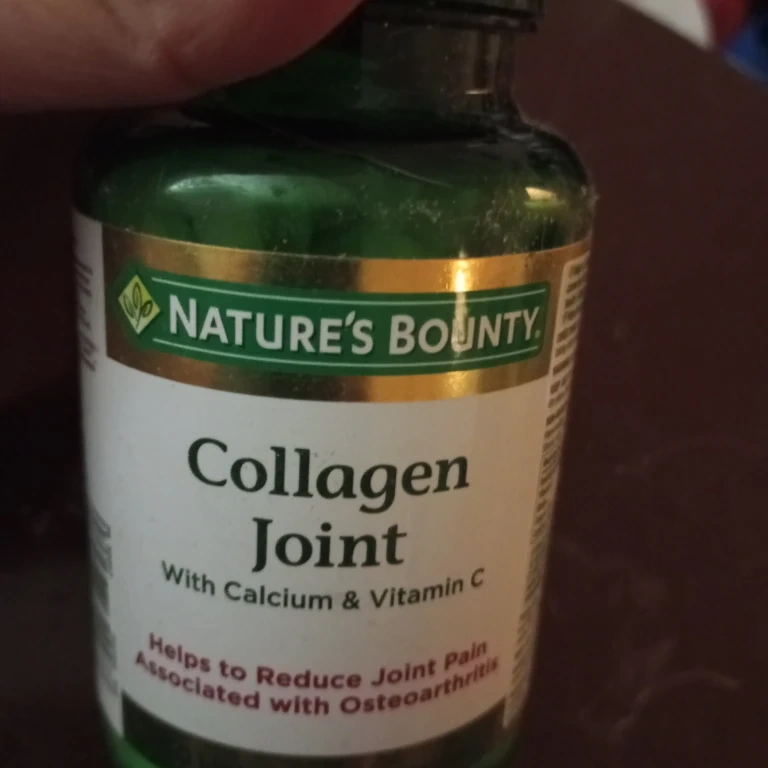 NATURE'S BOUNTY®
Collagen
Joint
With Calcium & Vitamin C
Helps to Reduce Joint Pain
Associated with Osteoarthritis